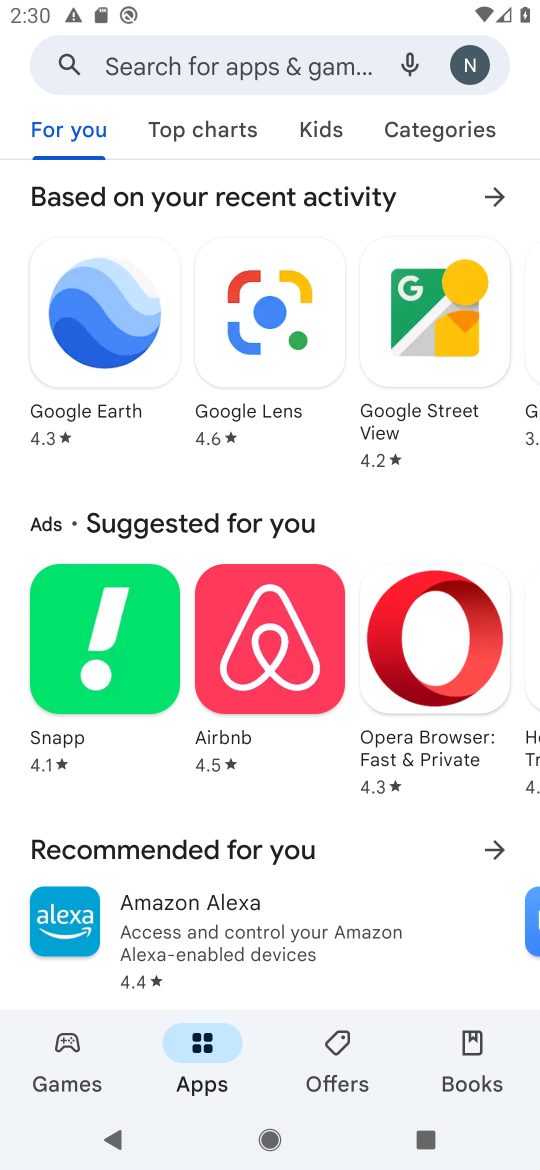 2:30
Search for apps & gam...
N
For you
Top charts
Kids
Categories
Based on your recent activity
G
Google Earth
4.3★
Google Lens
4.6★
Google Street
View
4.2★
G
3.
Ads • Suggested for you
Snapp
4.1★
Airbnb
4.5★
Opera Browser:
Fast & Private
4.3★
H
Tr
4.
Recommended for you
alexa
Amazon Alexa
Access and control your Amazon
Alexa-enabled devices
4.4★
Games
Apps
Offers
Books